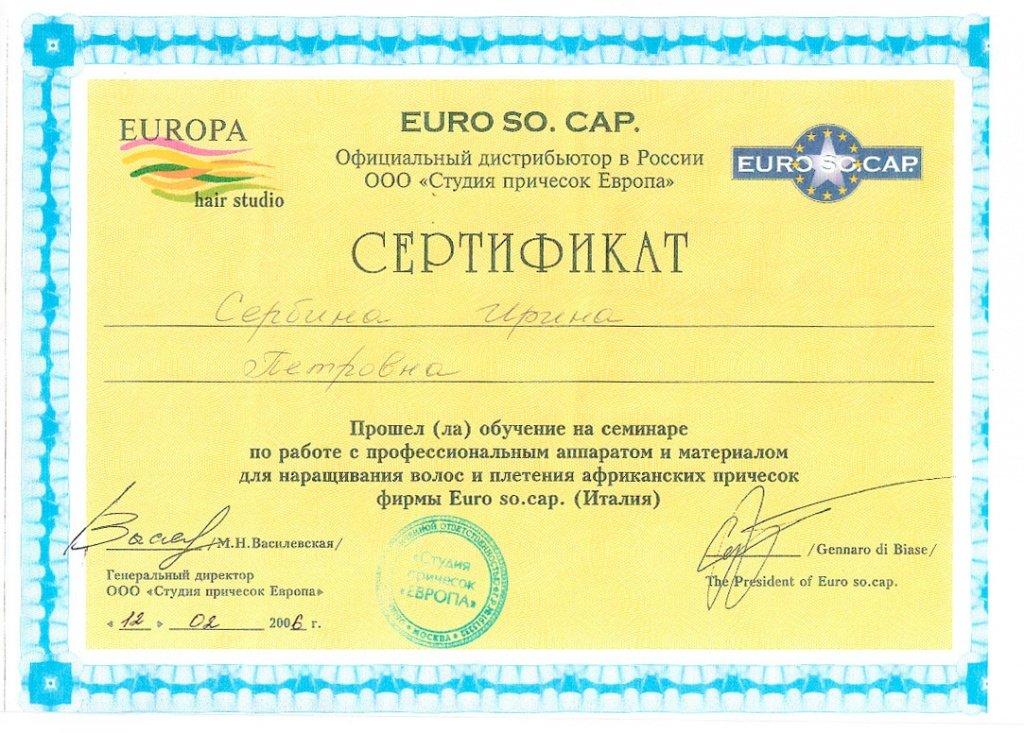 EUROPA
hair studio
EURO SO. CAP.
Официальный дистрибьютор в России
ООО «Студия причесок Европа»
EURO SO.CAP.
СЕРТИФИКАТ
Сербина Ирина
Петровна
Прошел (ла) обучение на семинаре
по работе с профессиональным аппаратом и материалом
для наращивания волос и плетения африканских причесок
фирмы Euro so.cap. (Италия)
/М.Н.Василевская/
Генеральный директор
ООО «Студия причесок Европа»
« 12 » 02 2006 г.
«Студия
причесок
«ЕВРОПА»
МОСКВА
/Gennaro di Biase/
The President of Euro so.cap.